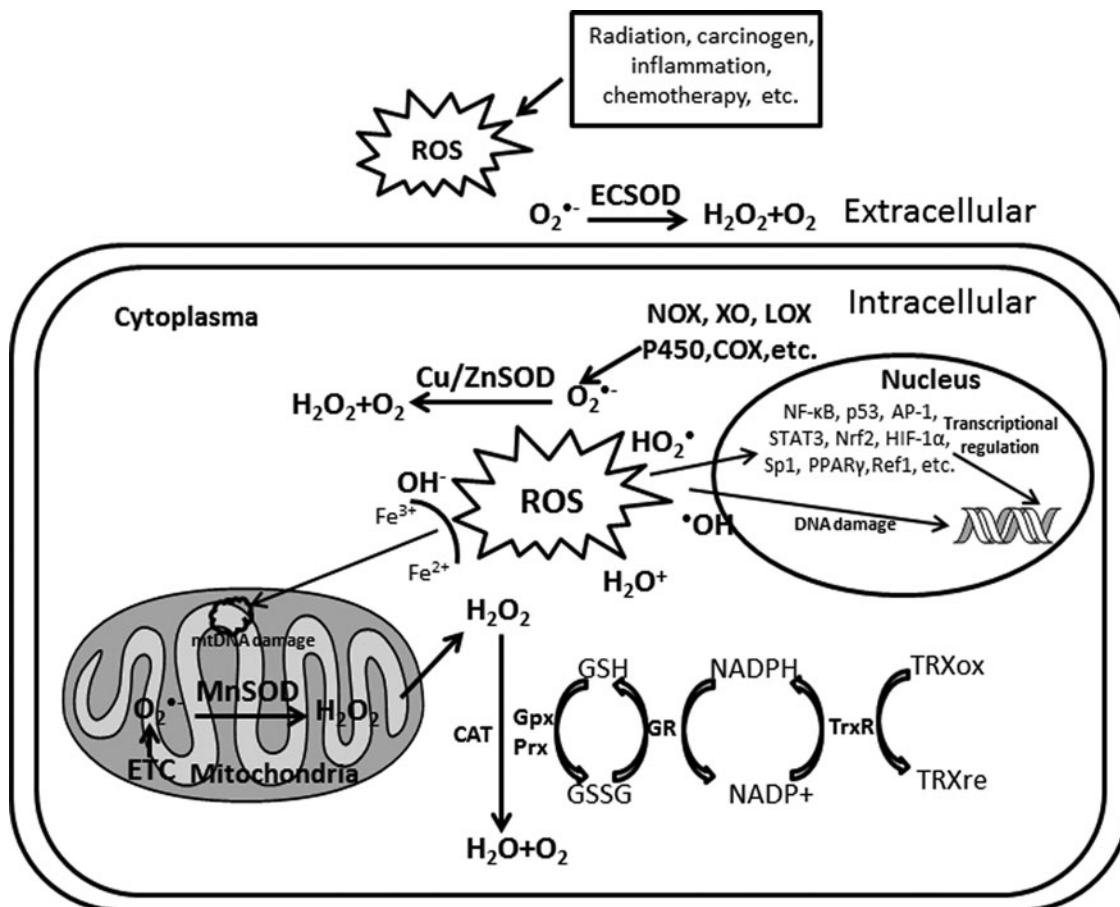 Radiation, carcinogen,
inflammation,
chemotherapy, etc.
ROS
O₂•⁻
ECSOD
H₂O₂+O₂
Extracellular
Intracellular
Cytoplasma
NOX, XO, LOX
P450,COX,etc.
Cu/ZnSOD
H₂O₂+O₂
O₂•⁻
Nucleus
NF-κB, p53, AP-1,
STAT3, Nrf2, HIF-1α,
Sp1, PPARγ,Ref1, etc.
Transcriptional
regulation
HO₂•
OH⁻
ROS
Fe³⁺
•OH
DNA damage
Fe²⁺
H₂O⁺
H₂O₂
mtDNA damage
O₂•⁻
MnSOD
H₂O₂
ETC
Mitochondria
CAT
Gpx
Prx
GSH
GSSG
GR
NADPH
NADP+
TrxR
TRXox
TRXre
H₂O+O₂